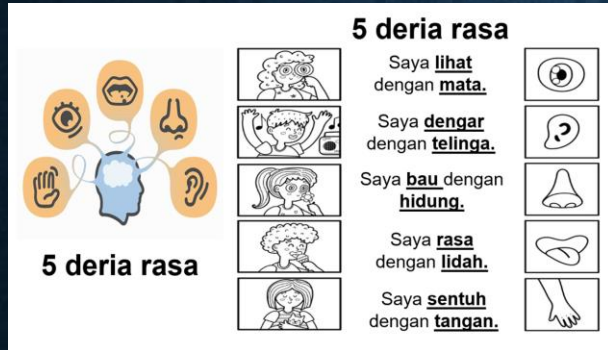 5 deria rasa
5 deria rasa
Saya lihat
dengan mata.
Saya dengar
dengan telinga.
Saya bau dengan
hidung.
Saya rasa
dengan lidah.
Saya sentuh
dengan tangan.